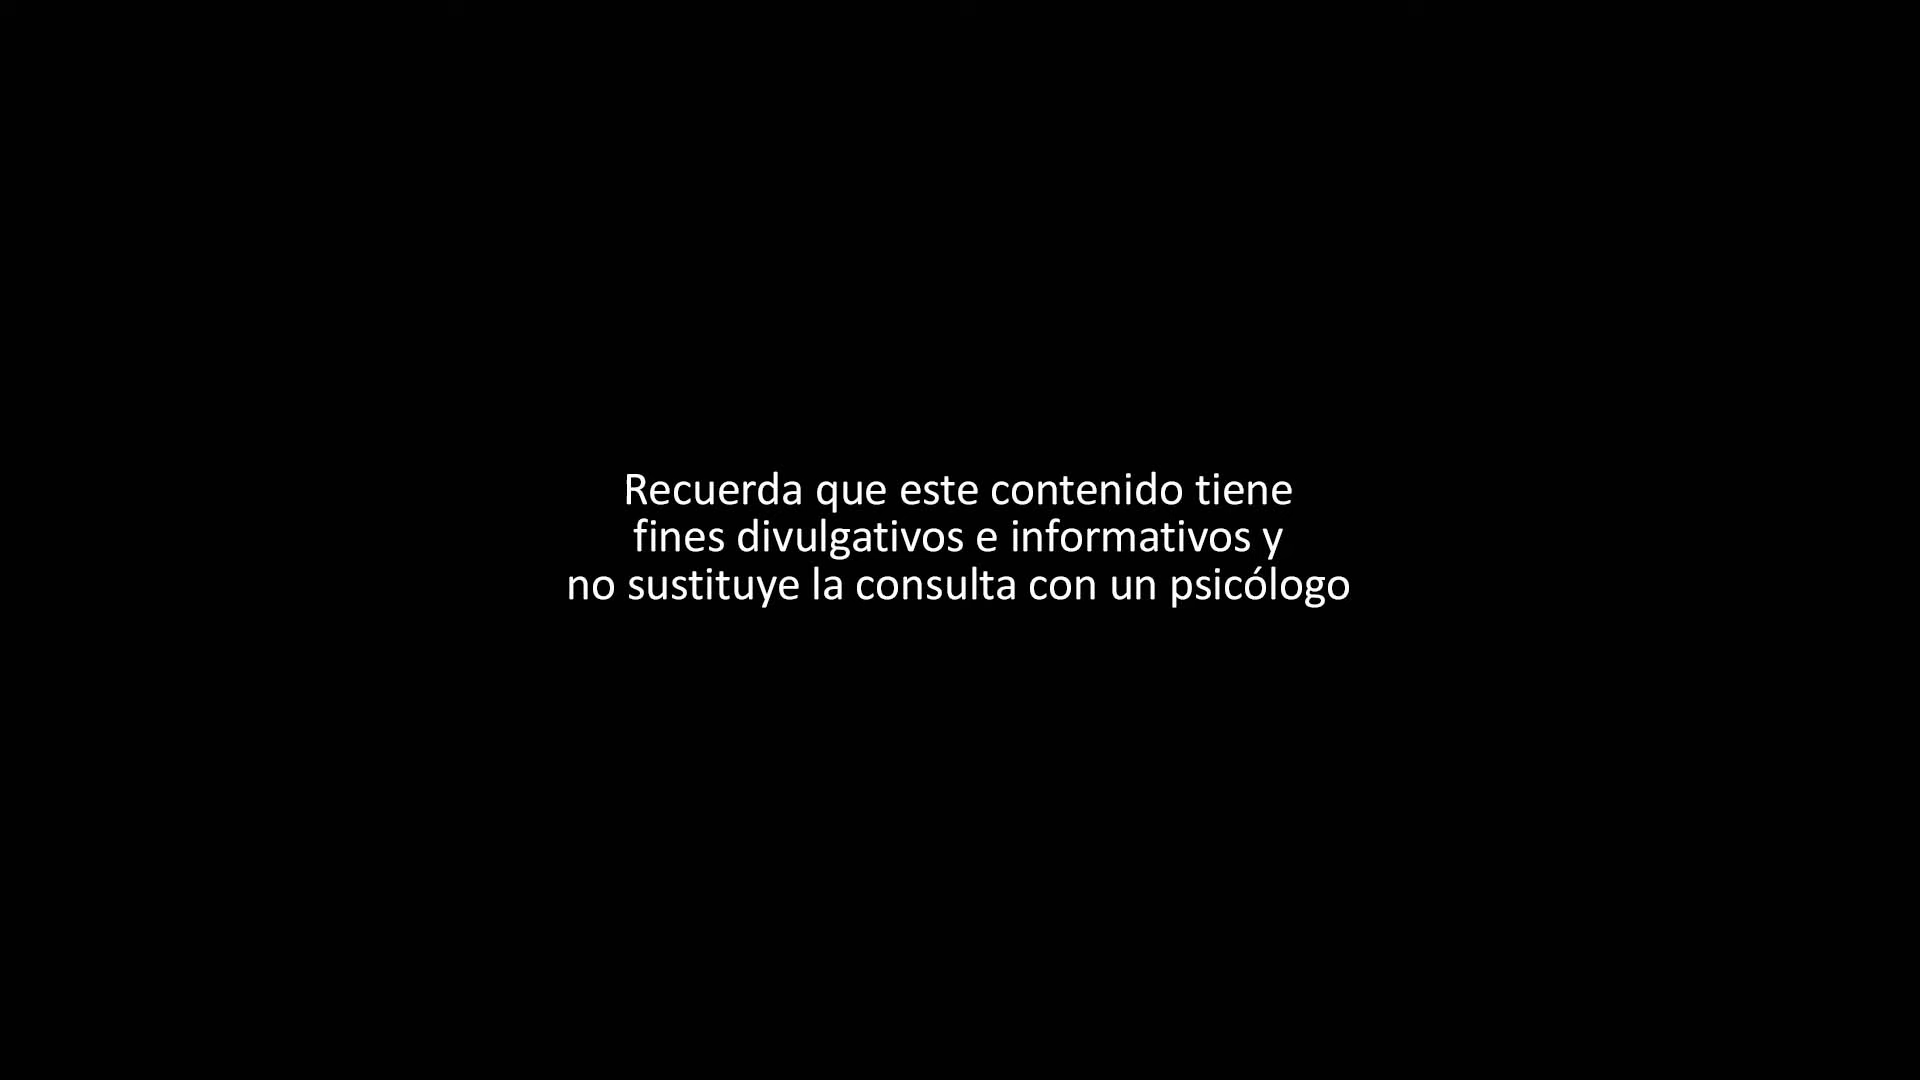 Recuerda que este contenido tiene
fines divulgativos e informativos y
no sustituye la consulta con un psicólogo